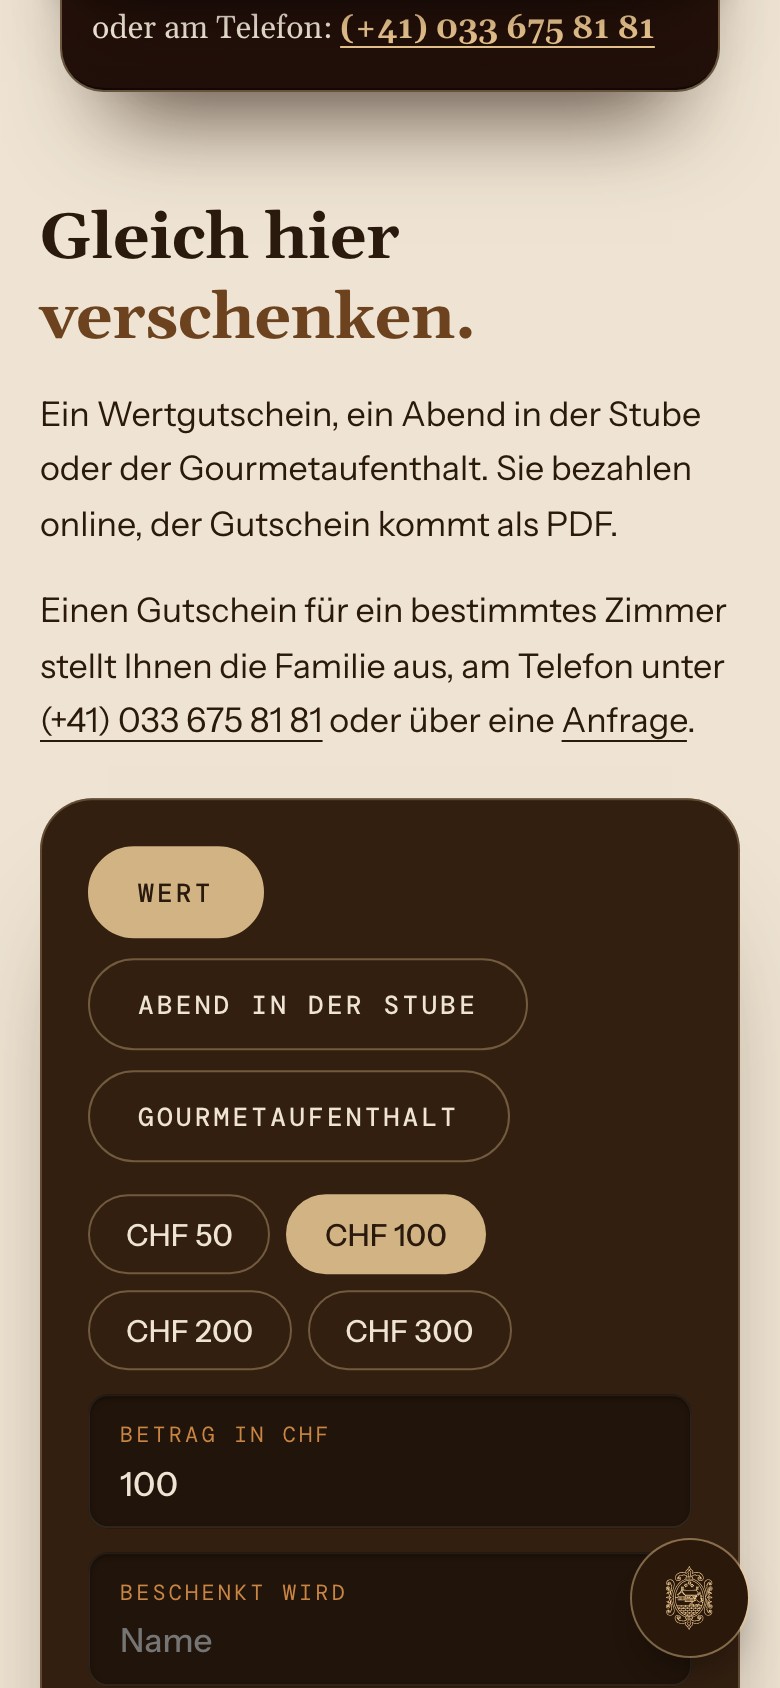 oder am Telefon: (+41) 033 675 81 81
Gleich hier
verschenken.
Ein Wertgutschein, ein Abend in der Stube
oder der Gourmetaufenthalt. Sie bezahlen
online, der Gutschein kommt als PDF.
Einen Gutschein für ein bestimmtes Zimmer
stellt Ihnen die Familie aus, am Telefon unter
(+41) 033 675 81 81 oder über eine Anfrage.
WERT
ABEND IN DER STUBE
GOURMETAUFENTHALT
CHF 50
CHF 100
CHF 200
CHF 300
BETRAG IN CHF
100
BESCHENKT WIRD
Name